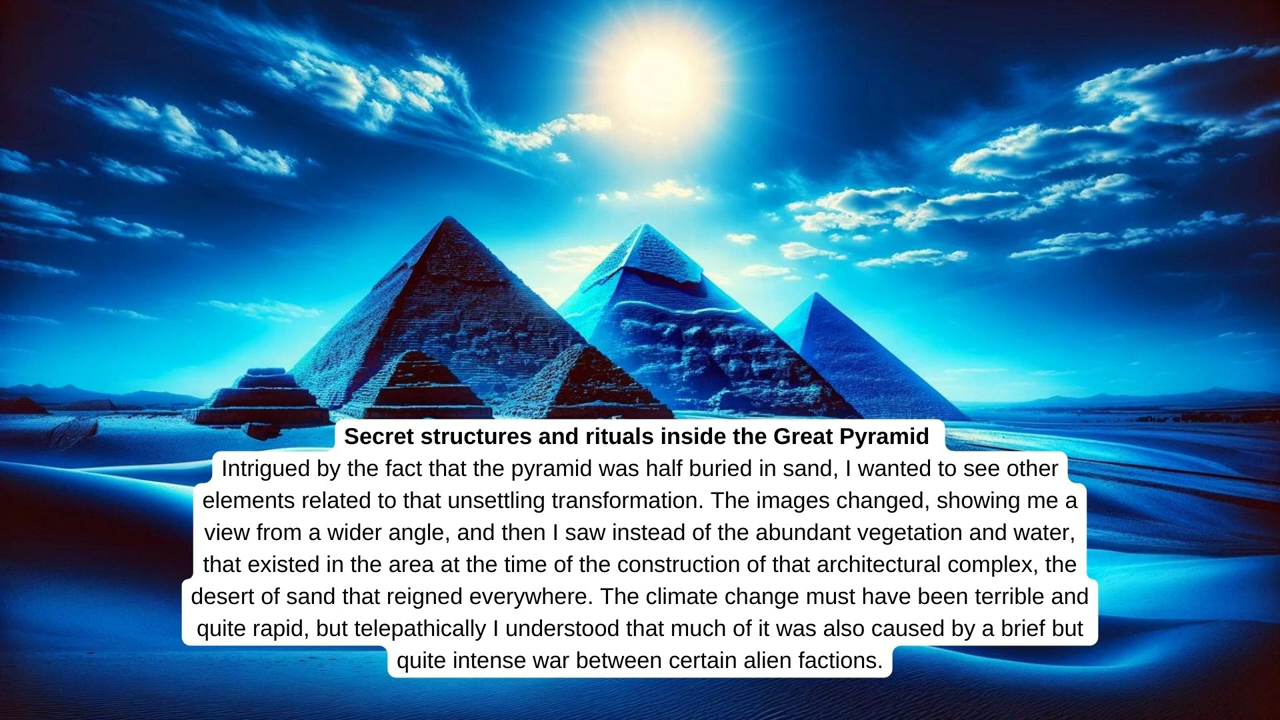 Secret structures and rituals inside the Great Pyramid
Intrigued by the fact that the pyramid was half buried in sand, I wanted to see other
elements related to that unsettling transformation. The images changed, showing me a
view from a wider angle, and then I saw instead of the abundant vegetation and water,
that existed in the area at the time of the construction of that architectural complex, the
desert of sand that reigned everywhere. The climate change must have been terrible and
quite rapid, but telepathically I understood that much of it was also caused by a brief but
quite intense war between certain alien factions.